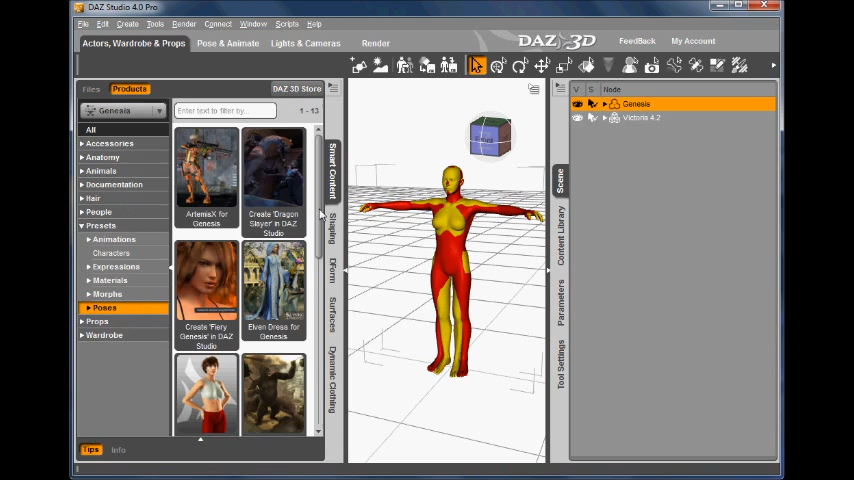 DAZ Studio 4.0 Pro
File Edit Create Tools Render Connect Window Scripts Help
Actors, Wardrobe & Props Pose & Animate Lights & Cameras Render DAZ 3D FeedBack My Account
Files Products DAZ 3D Store
Genesis Enter text to filter by... 1 - 13
All
Accessories
Anatomy
Animals
Documentation
Hair
People
Presets
Animations
Characters
Expressions
Materials
Morphs
Poses
Props
Wardrobe
ArtemisX for Genesis
Create 'Dragon Slayer' in DAZ Studio
Create 'Fiery Genesis' in DAZ Studio
Elven Dress for Genesis
Smart Content
Shaping
DForm
Surfaces
Dynamic Clothing
Scene
Content Library
Parameters
Tool Settings
V S Node
Genesis
Victoria 4.2
Tips Info